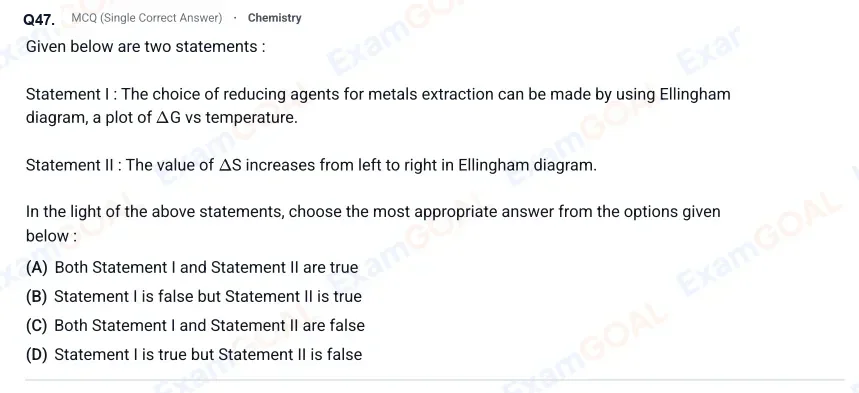 Q47. MCQ (Single Correct Answer) · Chemistry
Given below are two statements :
Statement I : The choice of reducing agents for metals extraction can be made by using Ellingham
diagram, a plot of ΔG vs temperature.
Statement II : The value of ΔS increases from left to right in Ellingham diagram.
In the light of the above statements, choose the most appropriate answer from the options given
below :
(A) Both Statement I and Statement II are true
(B) Statement I is false but Statement II is true
(C) Both Statement I and Statement II are false
(D) Statement I is true but Statement II is false
ExamGOAL